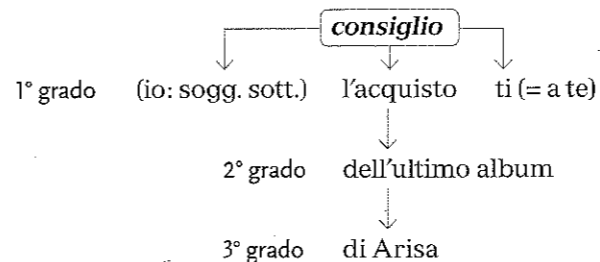 consiglio
1° grado (io: sogg. sott.) l'acquisto ti (= a te)
2° grado dell'ultimo album
3° grado di Arisa